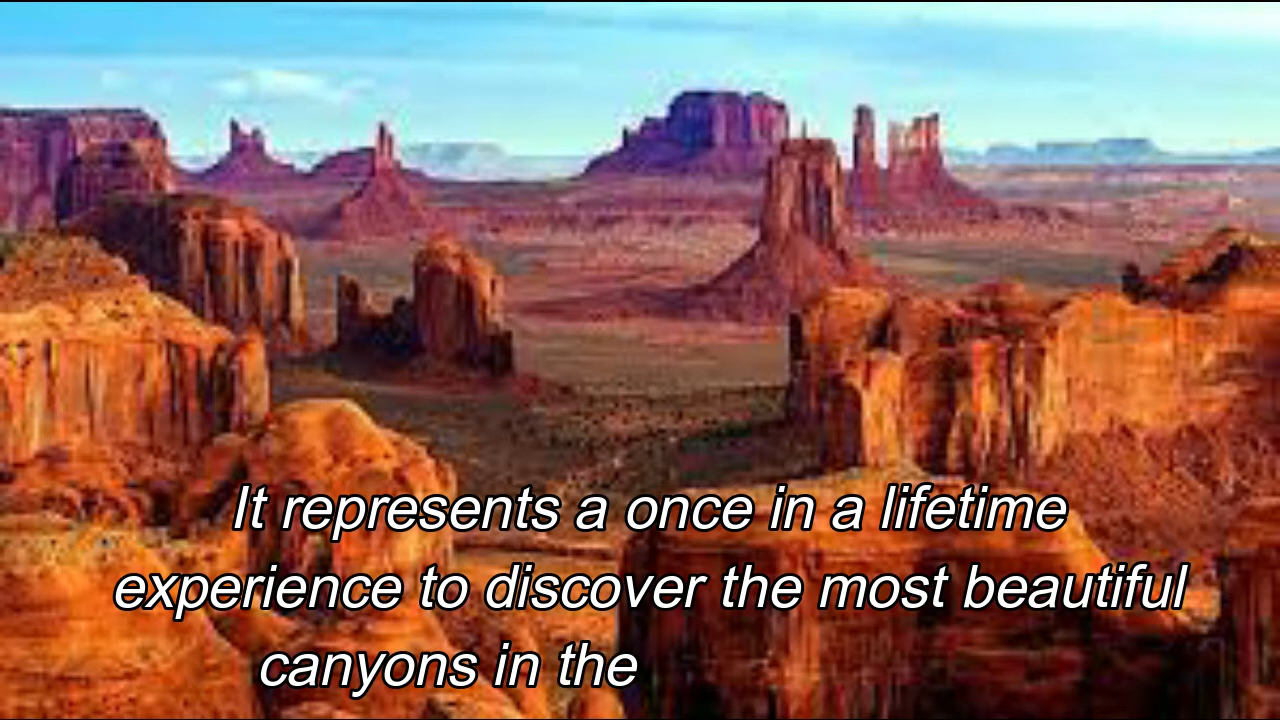 It represents a once in a lifetime
experience to discover the most beautiful
canyons in the